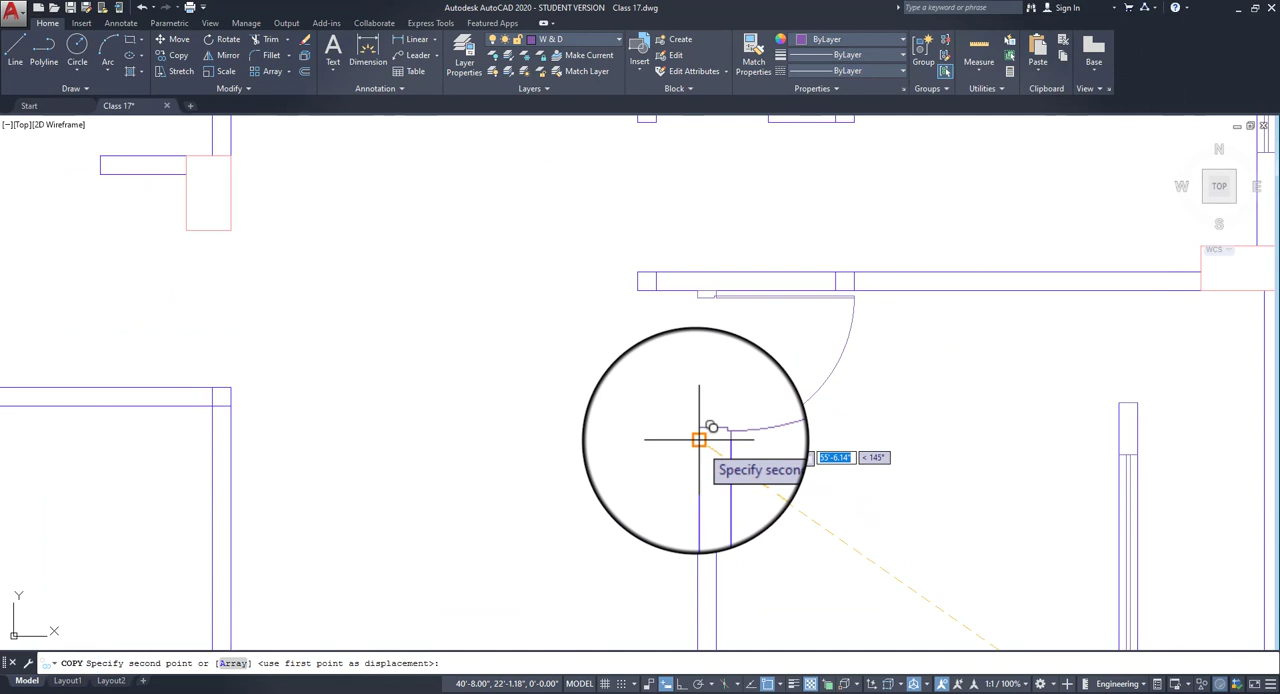 Autodesk AutoCAD 2020 - STUDENT VERSION Class 17.dwg
Type a keyword or phrase
Sign In
Home Insert Annotate Parametric View Manage Output Add-ins Collaborate Express Tools Featured Apps
Line Polyline Circle Arc
Move Rotate Trim
Copy Mirror Fillet
Stretch Scale Array
Text Dimension
Linear
Leader
Table
Layer Properties
W & D
Make Current
Match Layer
Insert
Create
Edit
Edit Attributes
Match Properties
ByLayer
ByLayer
ByLayer
Group
Measure
Paste
Base
Draw Modify Annotation Layers Block Properties Groups Utilities Clipboard View
Start Class 17*
[−][Top][2D Wireframe]
N
W TOP E
S
WCS
Specify secon
55'-6.14" < 145°
Y
X
COPY Specify second point or [Array] <use first point as displacement>:
Model Layout1 Layout2
40'-8.00", 22'-1.18", 0'-0.00" MODEL 1:1 / 100% Engineering